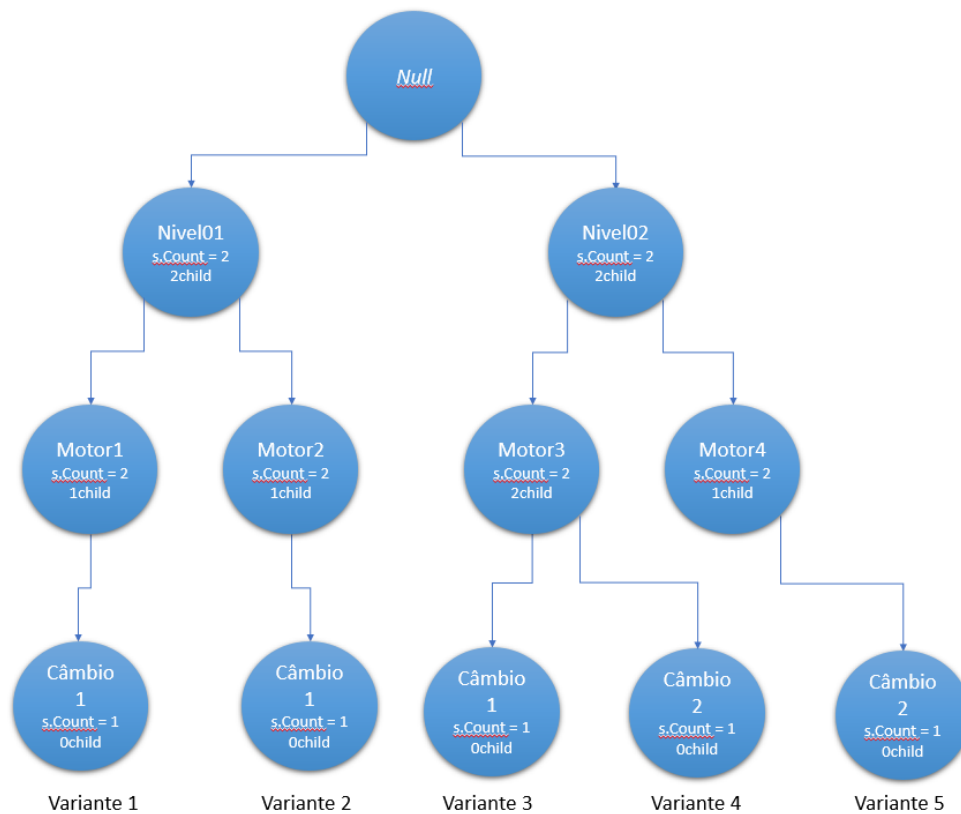 Null
Nivel01
s.Count = 2
2child
Nivel02
s.Count = 2
2child
Motor1
s.Count = 2
1child
Motor2
s.Count = 2
1child
Motor3
s.Count = 2
2child
Motor4
s.Count = 2
1child
Câmbio
1
s.Count = 1
0child
Câmbio
1
s.Count = 1
0child
Câmbio
1
s.Count = 1
0child
Câmbio
2
s.Count = 1
0child
Câmbio
2
s.Count = 1
0child
Variante 1
Variante 2
Variante 3
Variante 4
Variante 5